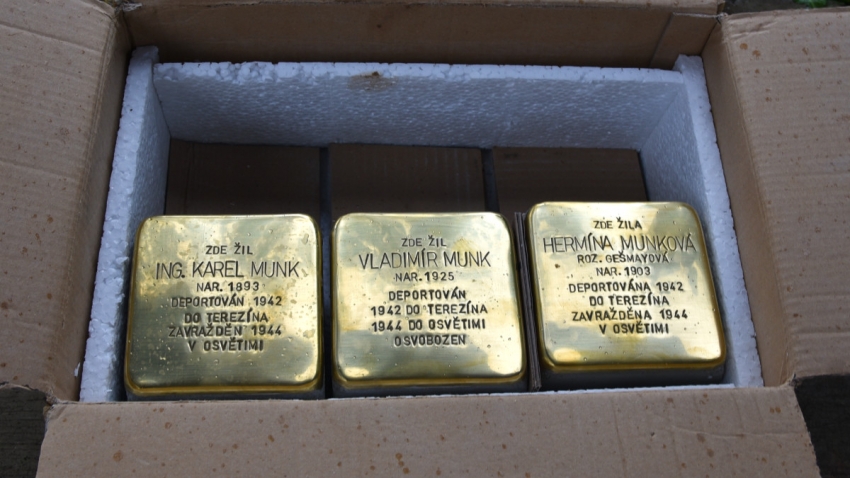 ZDE ŽIL
ING. KAREL MUNK
NAR. 1893
DEPORTOVÁN 1942
DO TEREZÍNA
ZAVRAŽDĚN 1944
V OSVĚTIMI
ZDE ŽIL
VLADIMÍR MUNK
NAR. 1925
DEPORTOVÁN
1942 DO TEREZÍNA
1944 DO OSVĚTIMI
OSVOBOZEN
ZDE ŽILA
HERMÍNA MUNKOVÁ
ROZ. GEŠMAYOVÁ
NAR. 1903
DEPORTOVÁNA 1942
DO TEREZÍNA
ZAVRAŽDĚNA 1944
V OSVĚTIMI